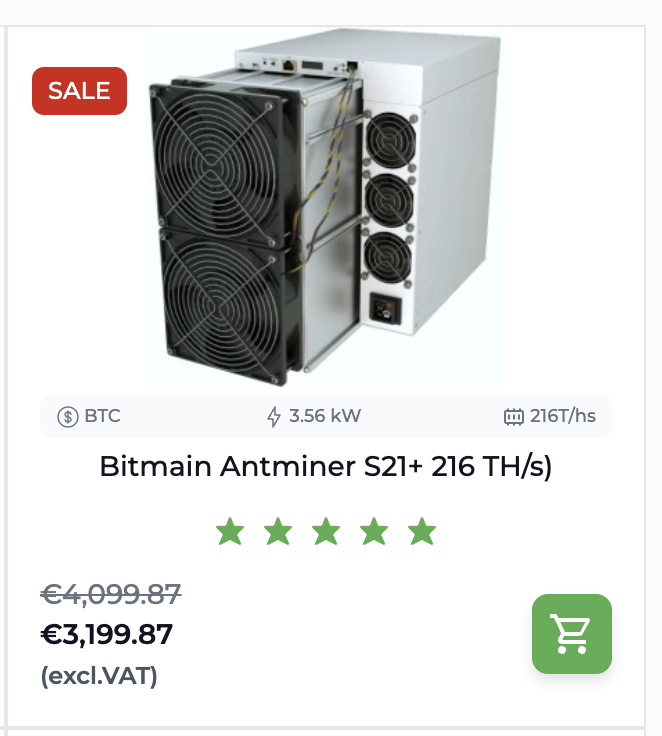 SALE
BTC
3.56 kW
216T/hs
Bitmain Antminer S21+ 216 TH/s)
€4,099.87
€3,199.87
(excl.VAT)